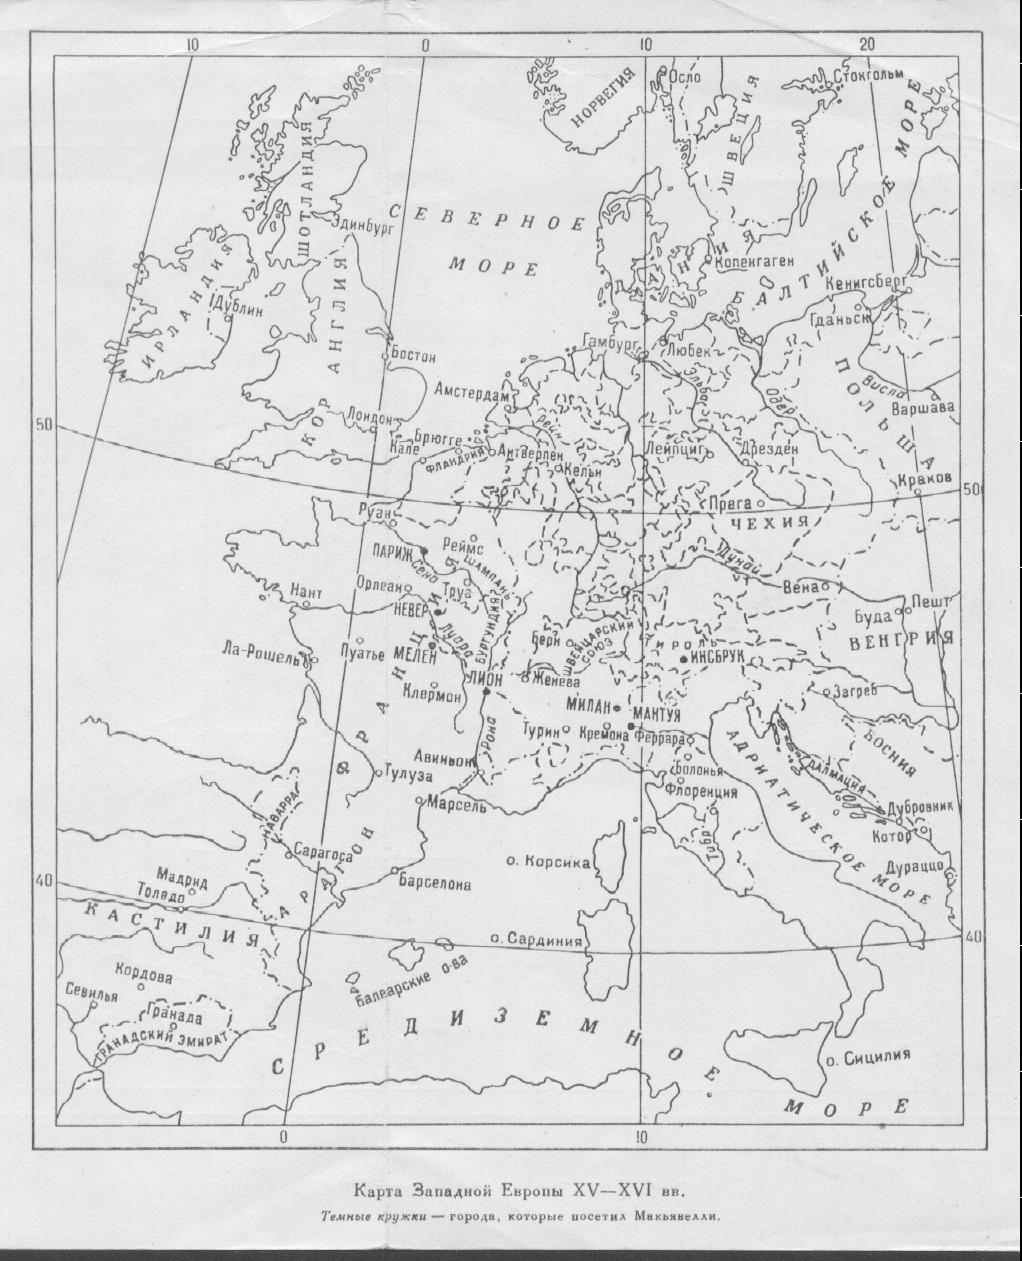 10
0
10
20
Осло
Стокгольм
НОРВЕГИЯ
ШВЕЦИЯ
ШОТЛАНДИЯ
Эдинбург
СЕВЕРНОЕ
МОРЕ
ДАНИЯ
Копенгаген
БАЛТИЙСКОЕ МОРЕ
Кенигсберг
Гданьск
ИРЛАНДИЯ
Дублин
АНГЛИЯ
Бостон
Гамбург
Любек
Эльба
Одер
ПОЛЬША
Висла
Варшава
Амстердам
КОР.
Лондон
50
Брюгге
Кале
ФЛАНДРИЯ
Антверпен
Рейн
Кельн
Лейпциг
Дрезден
Краков
50
Прага
ЧЕХИЯ
Руан
ПАРИЖ
Реймс
Сена
ШАМПАНЬ
Дунай
Вена
Нант
Орлеан
Труа
НЕВЕР
Луара
БУРГУНДИЯ
Буда
Пешт
ВЕНГРИЯ
Берн
ШВЕЙЦАРСКИЙ
СОЮЗ
ТИРОЛЬ
ИНСБРУК
Ла-Рошель
Пуатье
МЕЛЕН
Клермон
ЛИОН
Женева
Загреб
ФРАНЦИЯ
МИЛАН
МАНТУЯ
Турин
Кремона
Феррара
БОСНИЯ
Рона
Авиньон
Болонья
Флоренция
АДРИАТИЧЕСКОЕ МОРЕ
ДАЛМАЦИЯ
Тулуза
Марсель
Дубровник
Котор
НАВАРРА
Сарагоса
АРАГОН
Тибр
о. Корсика
Дураццо
40
Мадрид
Толедо
Барселона
КАСТИЛИЯ
о. Сардиния
40
Кордова
Севилья
Балеарские о-ва
Гранада
ГРАНАДСКИЙ ЭМИРАТ
СРЕДИЗЕМНОЕ
МОРЕ
о. Сицилия
0
10
Карта Западной Европы XV—XVI вв.
Темные кружки — города, которые посетил Макьявелли.